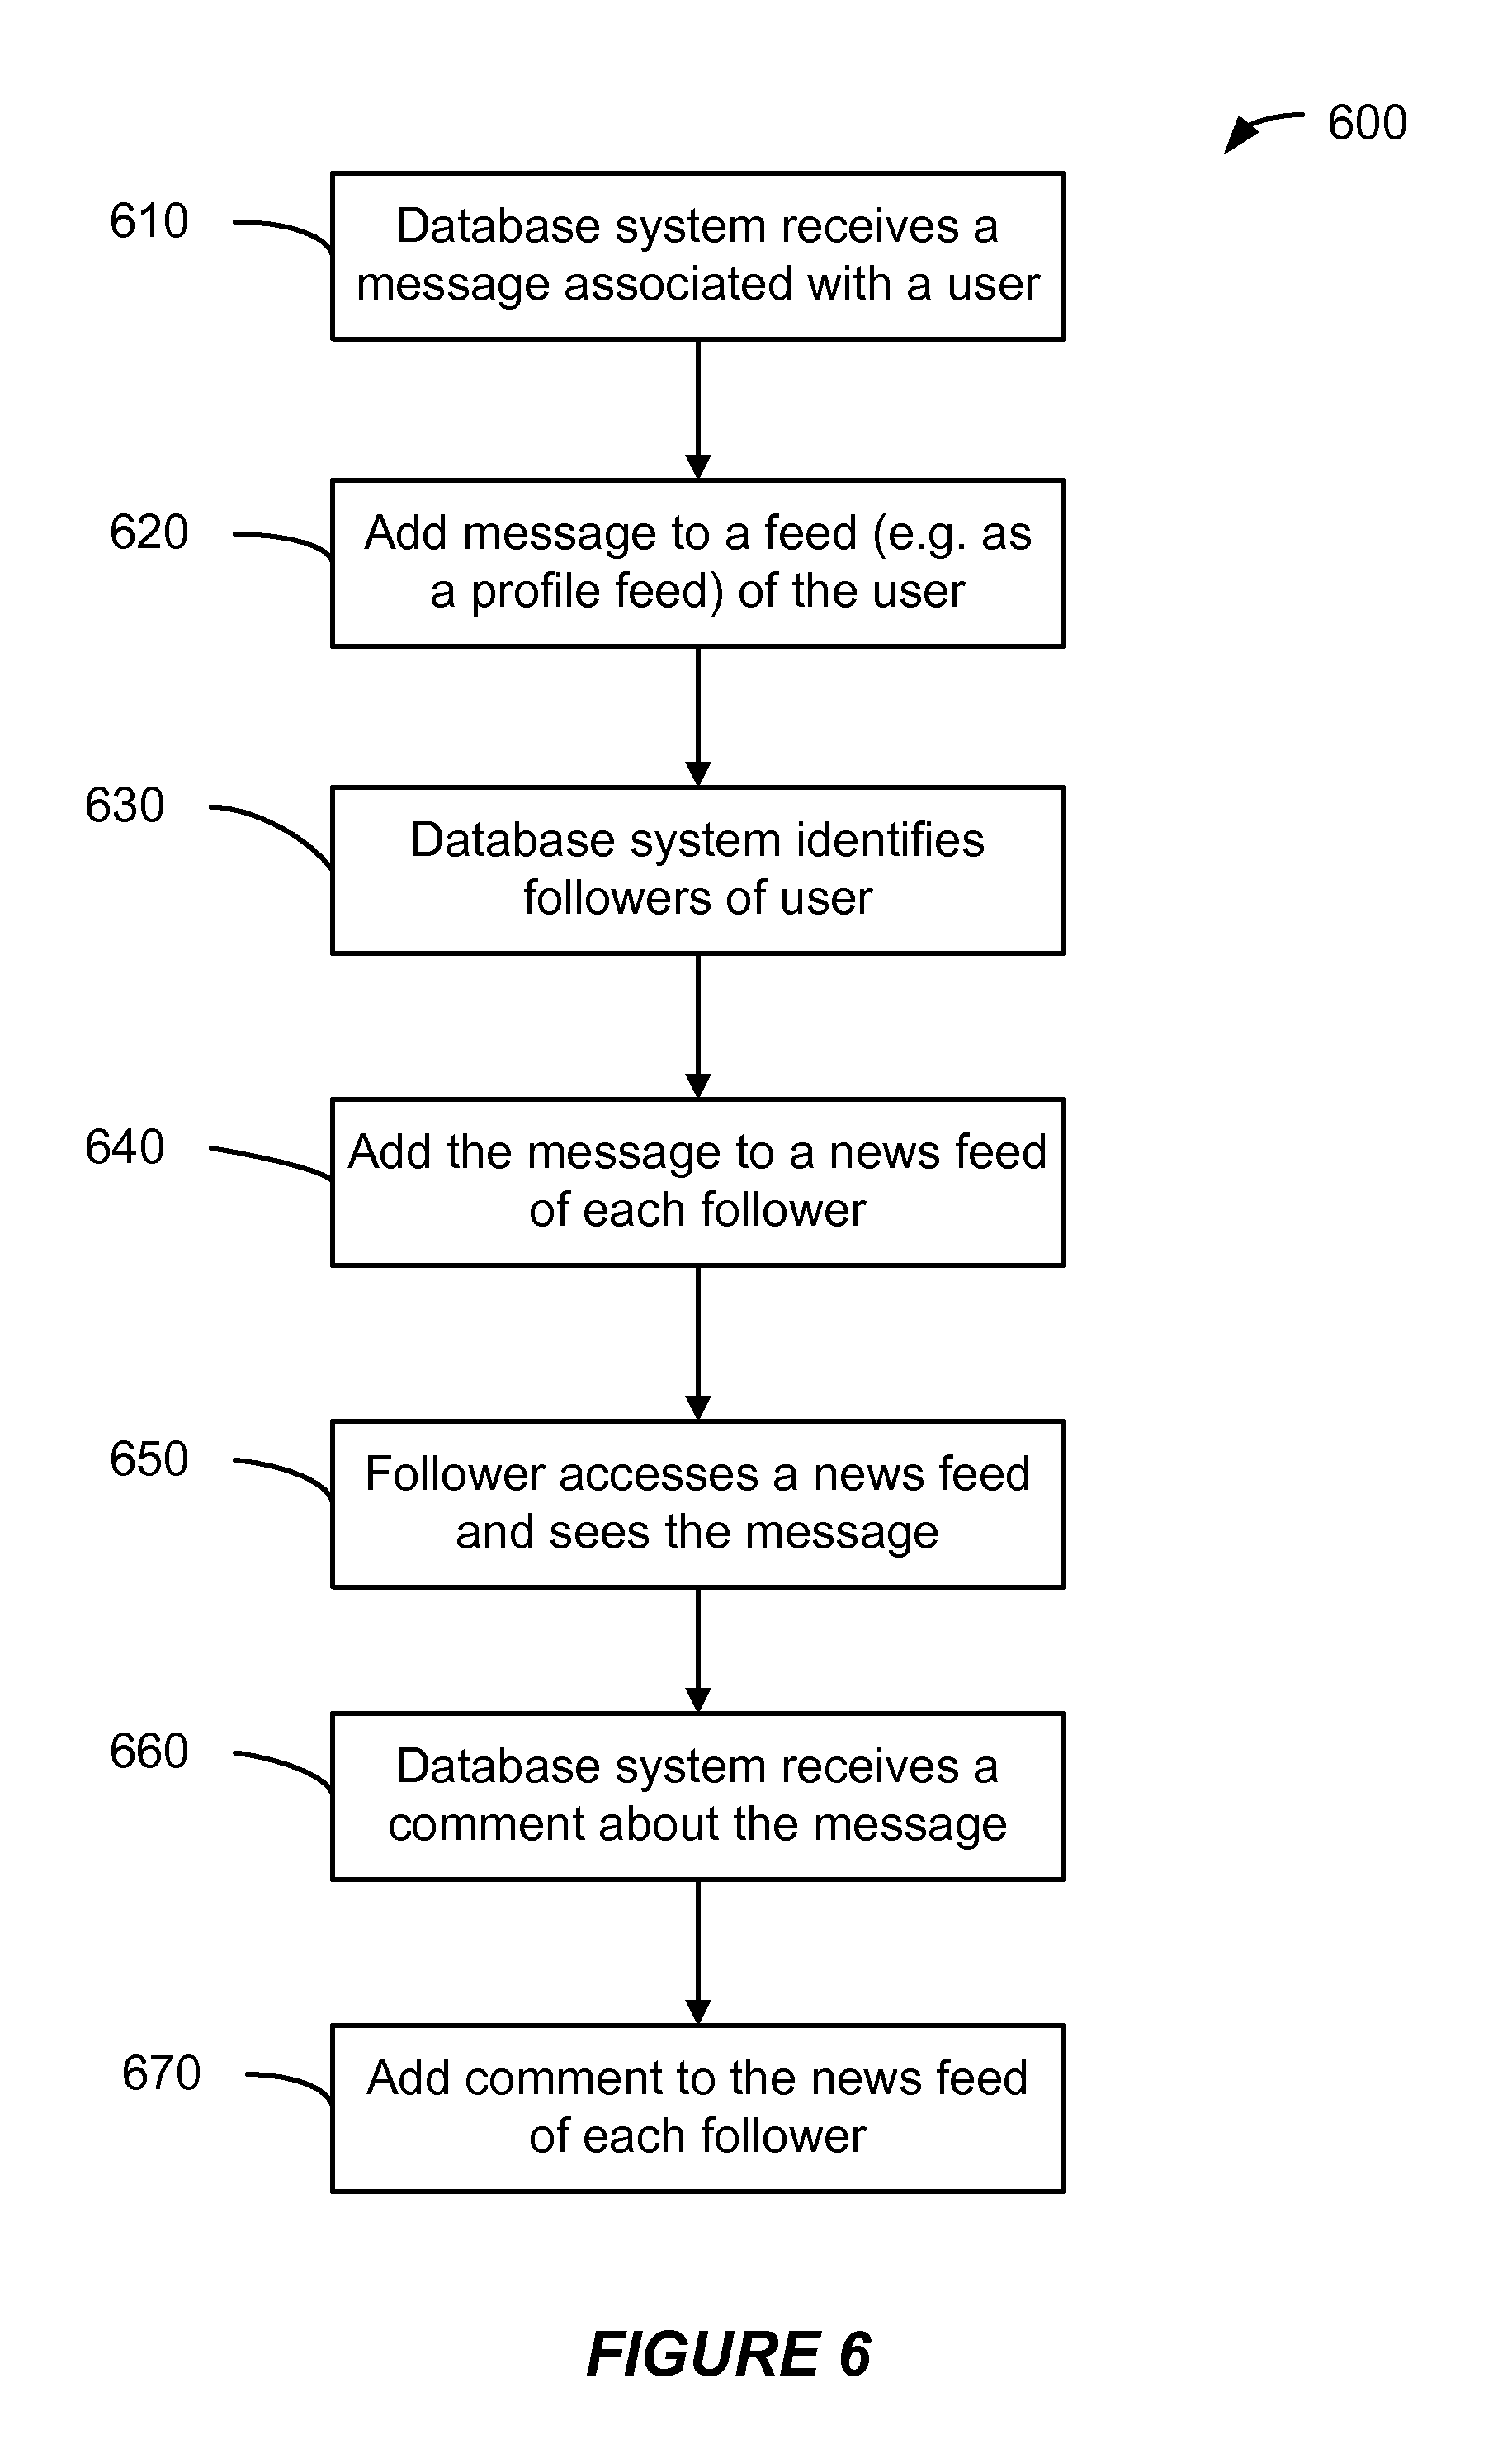 600
610
Database system receives a
message associated with a user
620
Add message to a feed (e.g. as
a profile feed) of the user
630
Database system identifies
followers of user
640
Add the message to a news feed
of each follower
650
Follower accesses a news feed
and sees the message
660
Database system receives a
comment about the message
670
Add comment to the news feed
of each follower
FIGURE 6